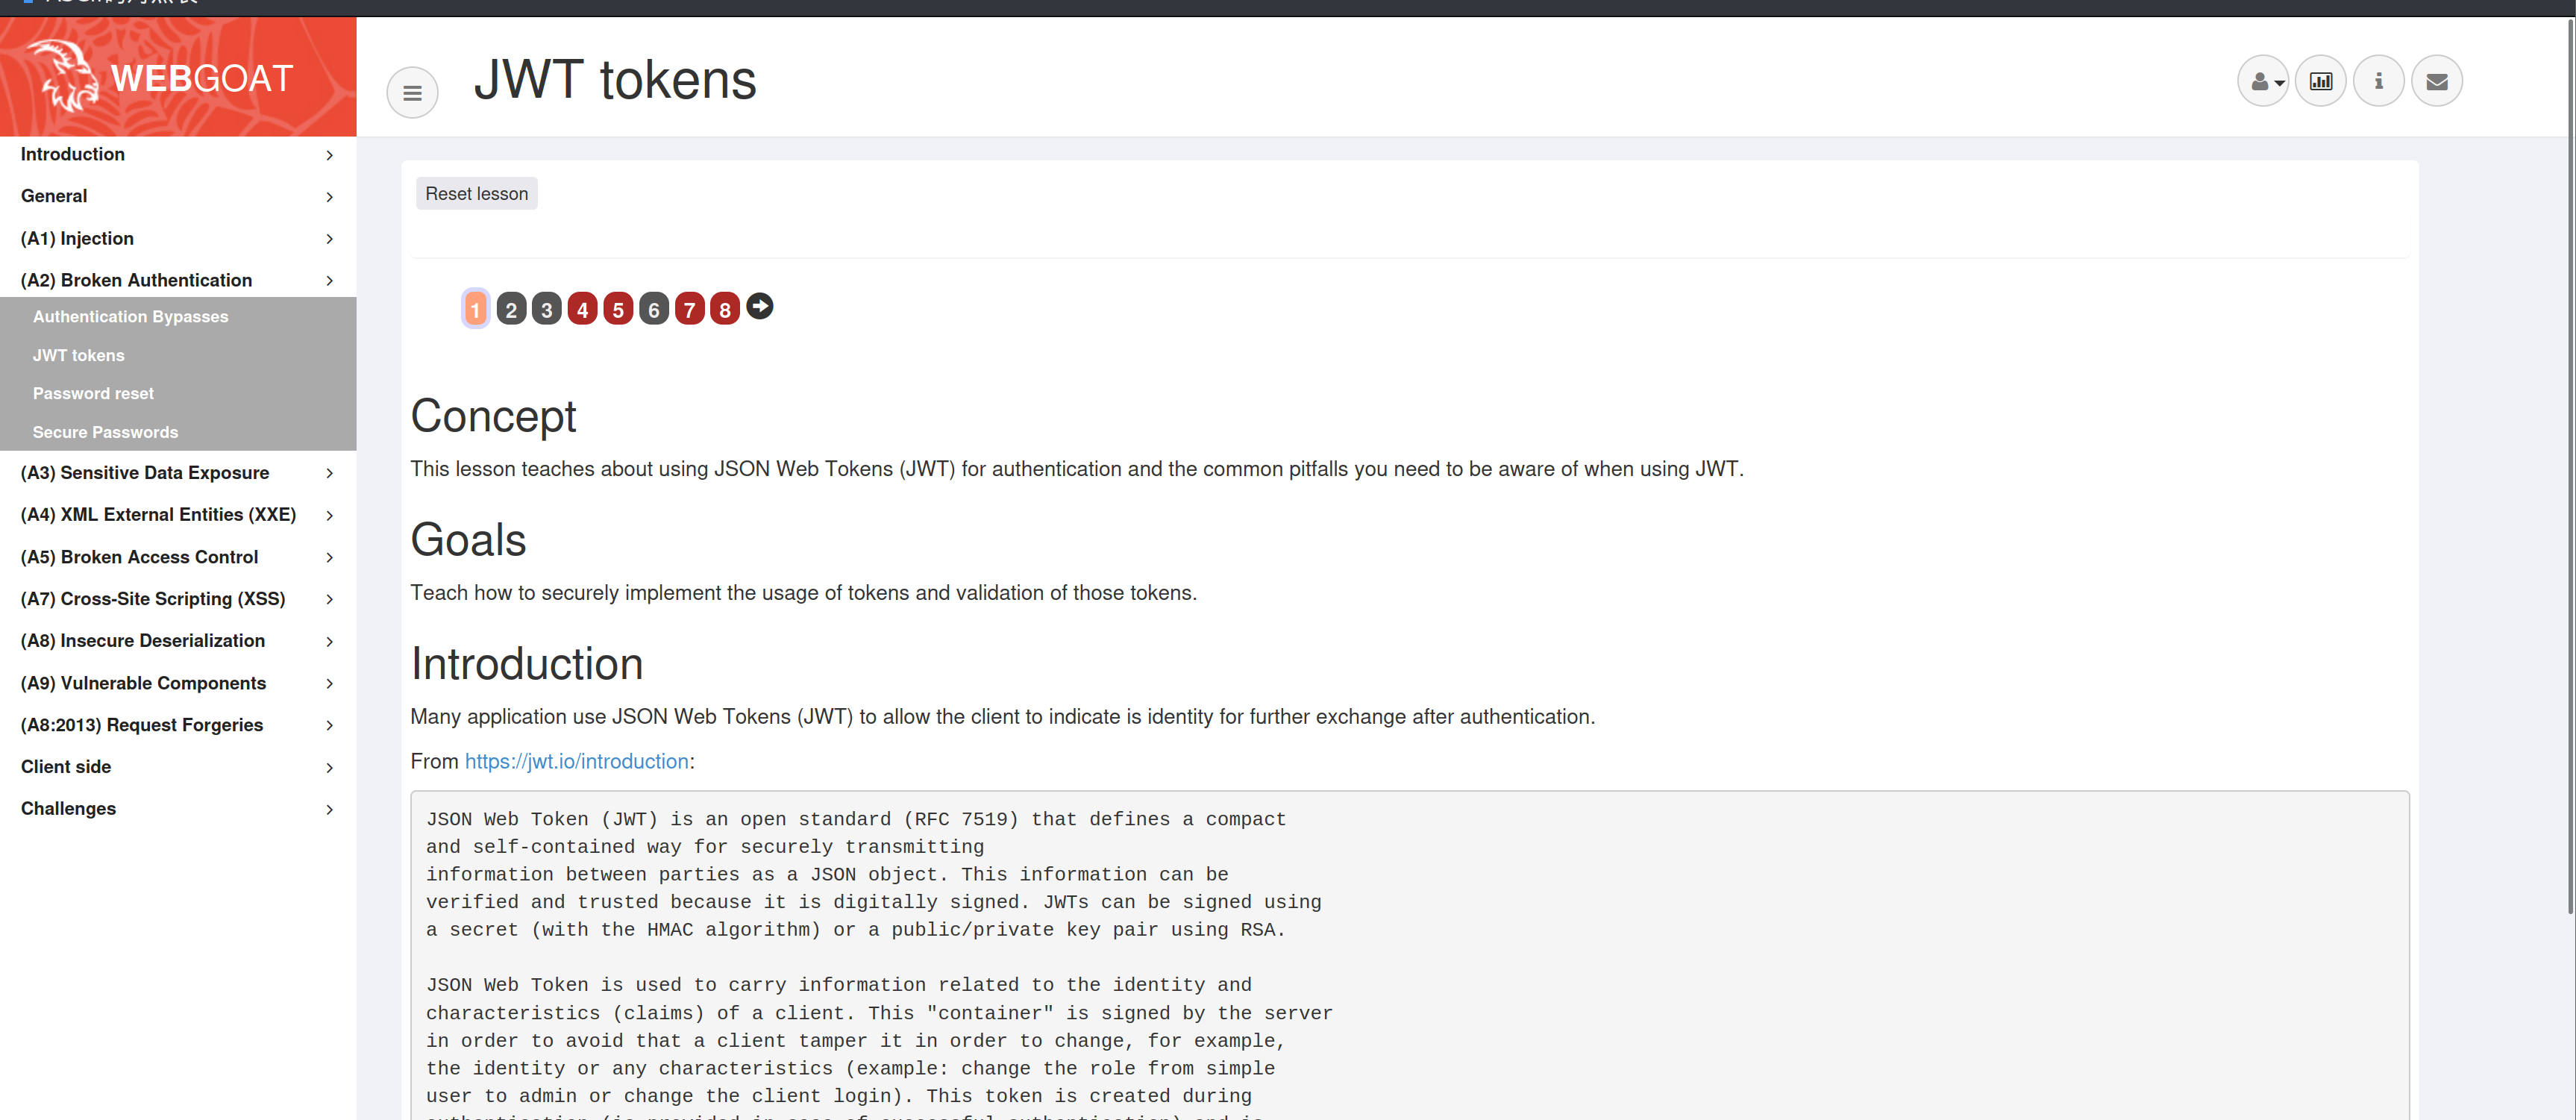 WEBGOAT
JWT tokens
Introduction
General
(A1) Injection
(A2) Broken Authentication
Authentication Bypasses
JWT tokens
Password reset
Secure Passwords
(A3) Sensitive Data Exposure
(A4) XML External Entities (XXE)
(A5) Broken Access Control
(A7) Cross-Site Scripting (XSS)
(A8) Insecure Deserialization
(A9) Vulnerable Components
(A8:2013) Request Forgeries
Client side
Challenges
Reset lesson
1 2 3 4 5 6 7 8
Concept
This lesson teaches about using JSON Web Tokens (JWT) for authentication and the common pitfalls you need to be aware of when using JWT.
Goals
Teach how to securely implement the usage of tokens and validation of those tokens.
Introduction
Many application use JSON Web Tokens (JWT) to allow the client to indicate is identity for further exchange after authentication.
From https://jwt.io/introduction:
JSON Web Token (JWT) is an open standard (RFC 7519) that defines a compact
and self-contained way for securely transmitting
information between parties as a JSON object. This information can be
verified and trusted because it is digitally signed. JWTs can be signed using
a secret (with the HMAC algorithm) or a public/private key pair using RSA.
JSON Web Token is used to carry information related to the identity and
characteristics (claims) of a client. This "container" is signed by the server
in order to avoid that a client tamper it in order to change, for example,
the identity or any characteristics (example: change the role from simple
user to admin or change the client login). This token is created during